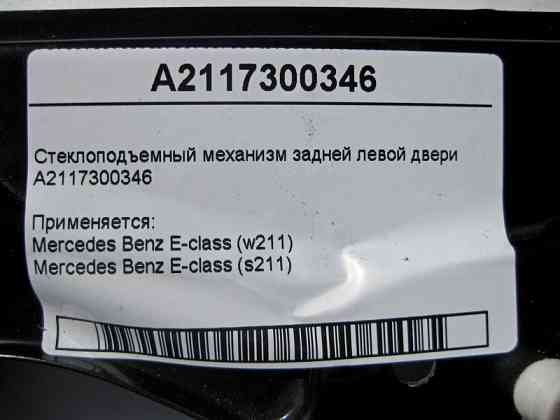 A2117300346
Стеклоподъемный механизм задней левой двери
A2117300346
Применяется:
Mercedes Benz E-class (w211)
Mercedes Benz E-class (s211)